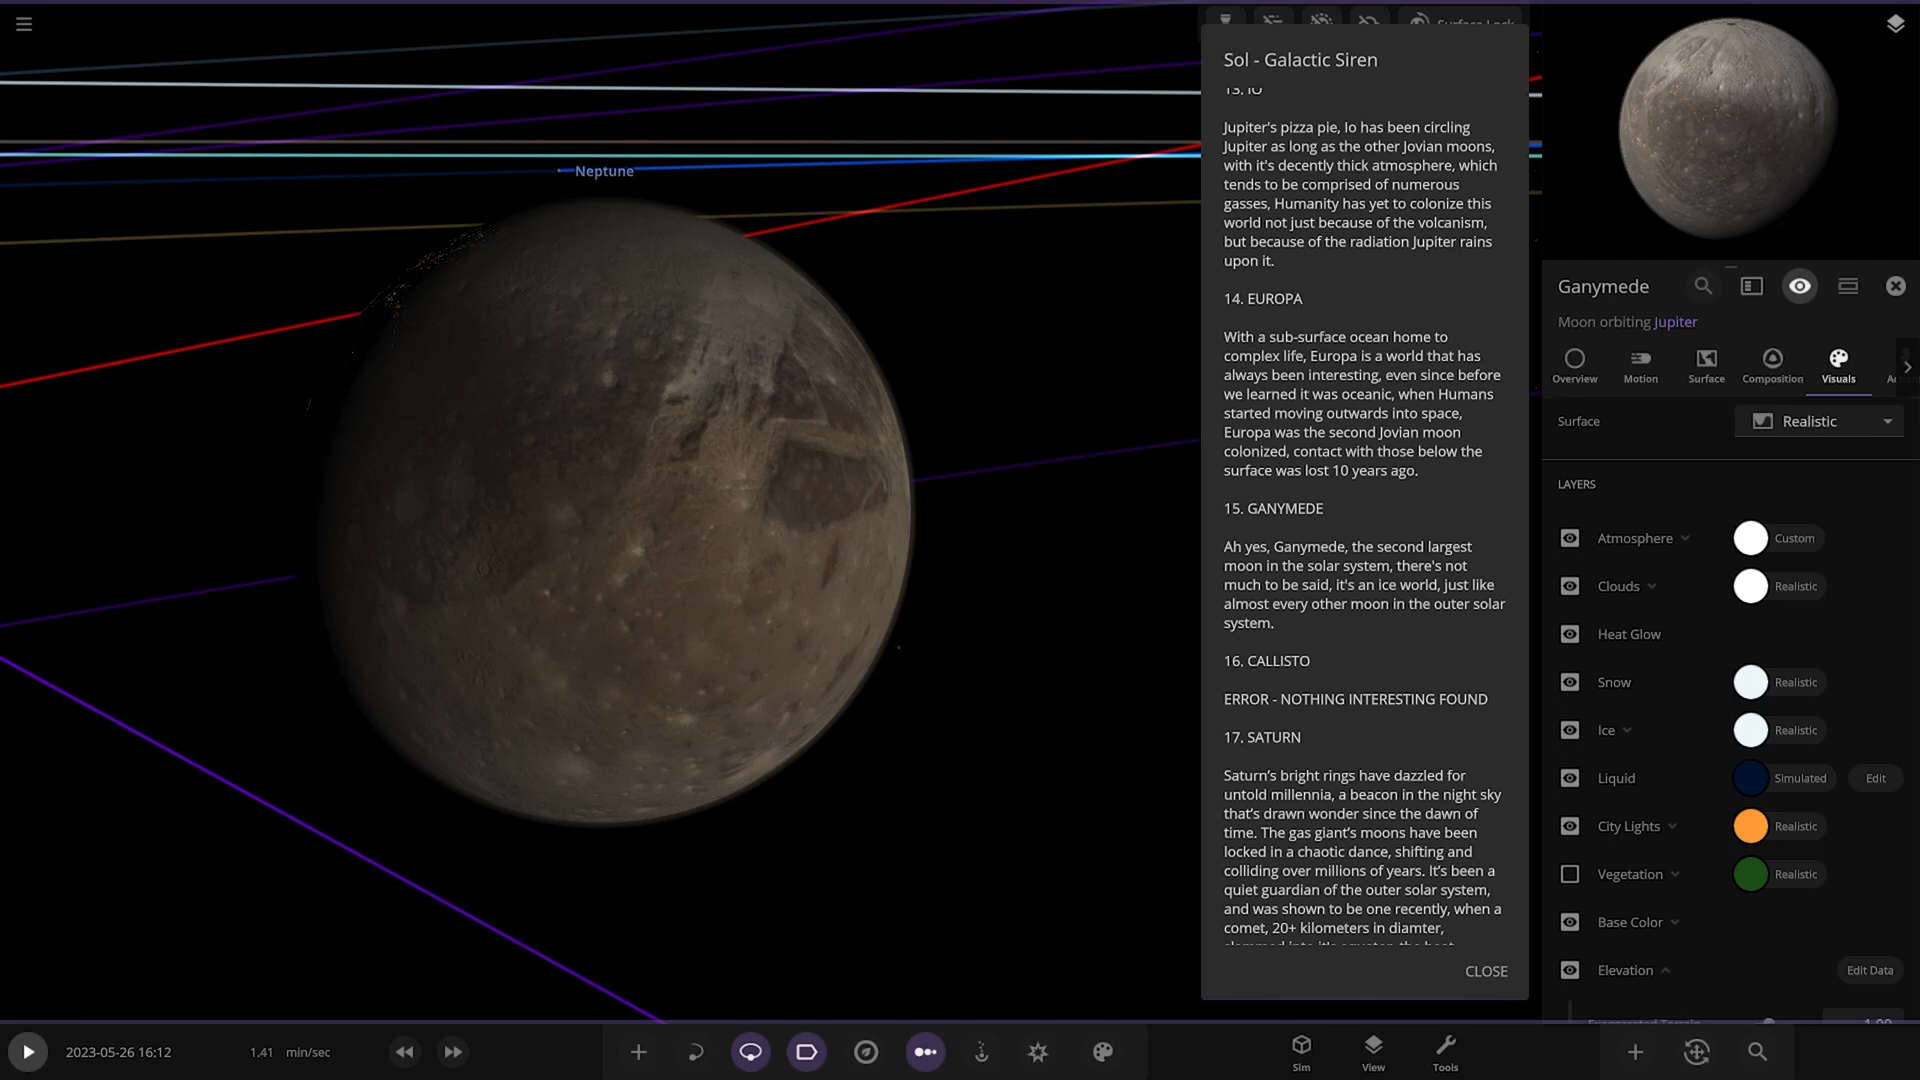 Surface Lock
Sol - Galactic Siren
13. IO
Jupiter's pizza pie, Io has been circling
Jupiter as long as the other Jovian moons,
with it's decently thick atmosphere, which
tends to be comprised of numerous
gasses, Humanity has yet to colonize this
world not just because of the volcanism,
but because of the radiation Jupiter rains
upon it.
14. EUROPA
With a sub-surface ocean home to
complex life, Europa is a world that has
always been interesting, even since before
we learned it was oceanic, when Humans
started moving outwards into space,
Europa was the second Jovian moon
colonized, contact with those below the
surface was lost 10 years ago.
15. GANYMEDE
Ah yes, Ganymede, the second largest
moon in the solar system, there's not
much to be said, it's an ice world, just like
almost every other moon in the outer solar
system.
16. CALLISTO
ERROR - NOTHING INTERESTING FOUND
17. SATURN
Saturn's bright rings have dazzled for
untold millennia, a beacon in the night sky
that's drawn wonder since the dawn of
time. The gas giant's moons have been
locked in a chaotic dance, shifting and
colliding over millions of years. It's been a
quiet guardian of the outer solar system,
and was shown to be one recently, when a
comet, 20+ kilometers in diamter,
CLOSE
Neptune
Ganymede
Moon orbiting Jupiter
Overview
Motion
Surface
Composition
Visuals
Surface
Realistic
LAYERS
Atmosphere
Custom
Clouds
Realistic
Heat Glow
Snow
Realistic
Ice
Realistic
Liquid
Simulated
Edit
City Lights
Realistic
Vegetation
Realistic
Base Color
Elevation
Edit Data
2023-05-26 16:12
1.41 min/sec
Sim
View
Tools